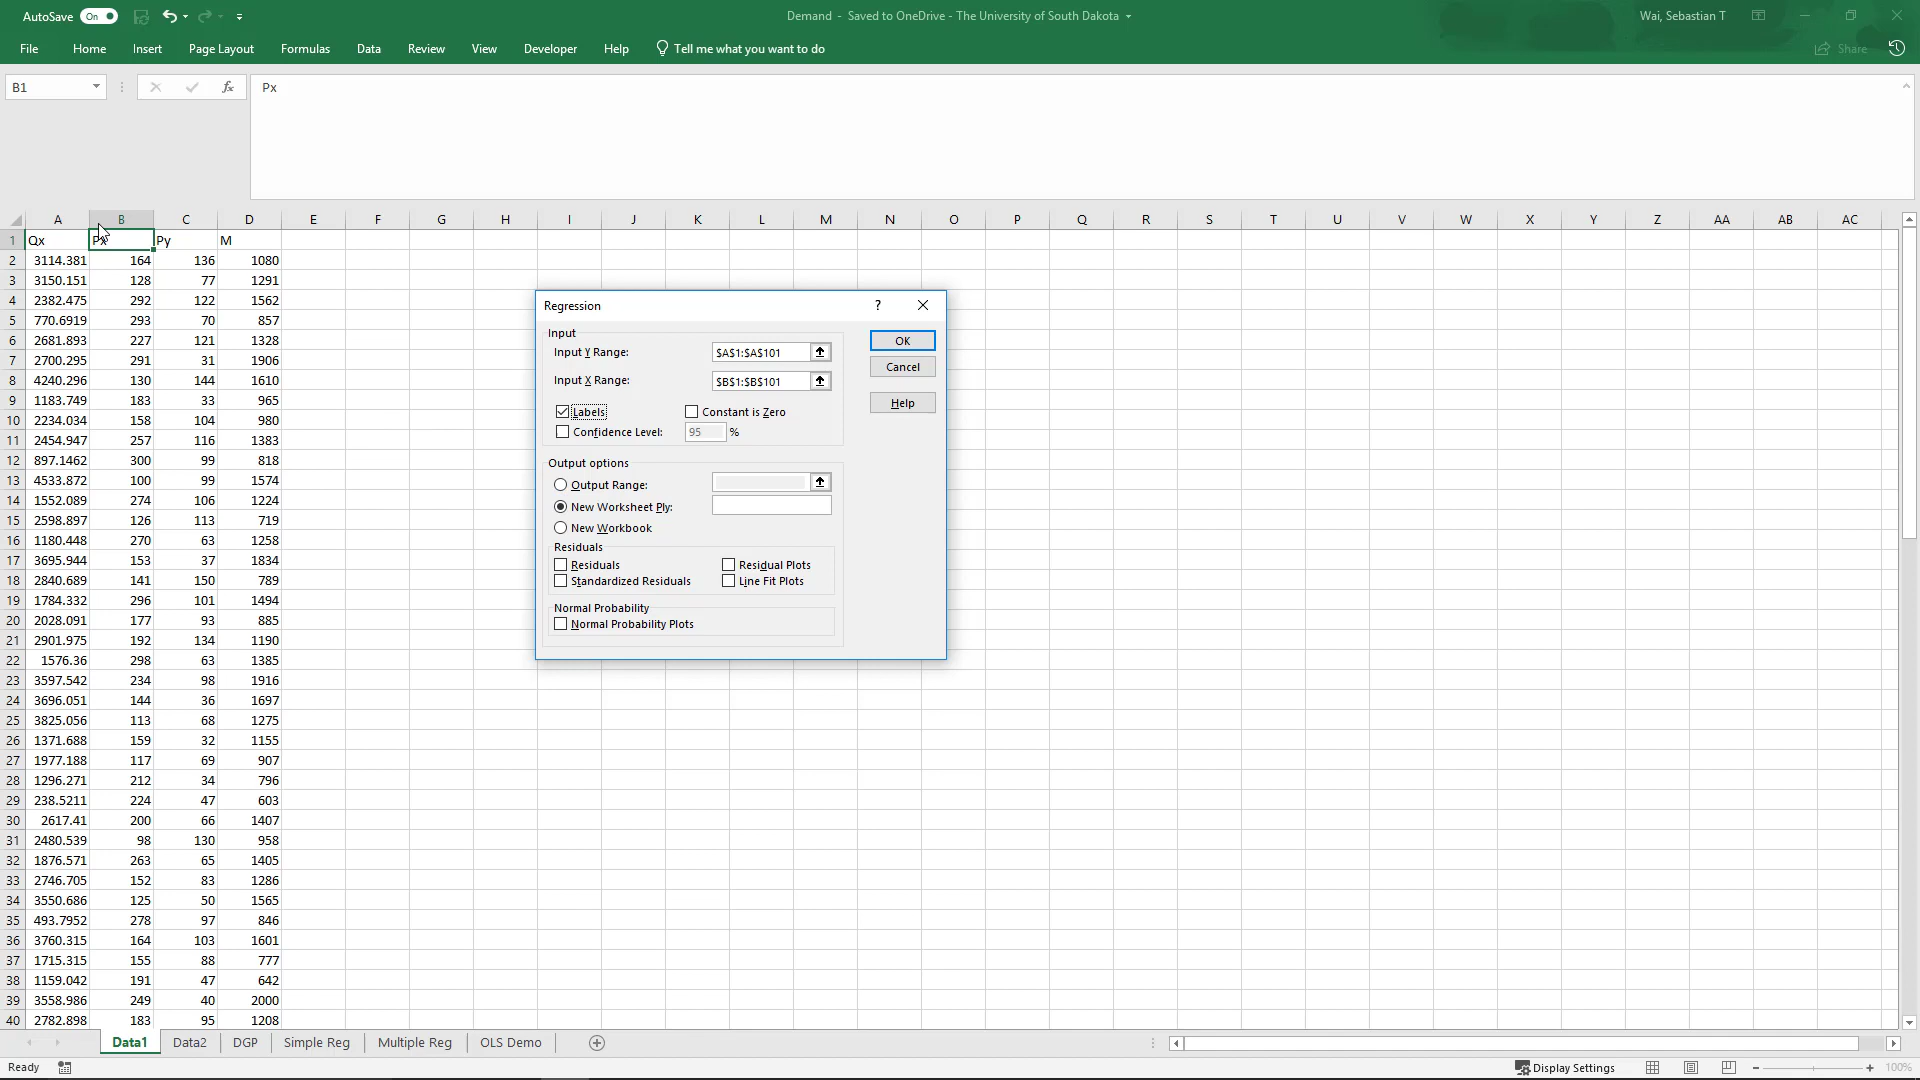 AutoSave On
Demand - Saved to OneDrive - The University of South Dakota
Wai, Sebastian T
File Home Insert Page Layout Formulas Data Review View Developer Help Tell me what you want to do
Share
B1 fx Px
A B C D E F G H I J K L M N O P Q R S T U V W X Y Z AA AB AC
1 Qx Px Py M
2 3114.381 164 136 1080
3 3150.151 128 77 1291
4 2382.475 292 122 1562
5 770.6919 293 70 857
6 2681.893 227 121 1328
7 2700.295 291 31 1906
8 4240.296 130 144 1610
9 1183.749 183 33 965
10 2234.034 158 104 980
11 2454.947 257 116 1383
12 897.1462 300 99 818
13 4533.872 100 99 1574
14 1552.089 274 106 1224
15 2598.897 126 113 719
16 1180.448 270 63 1258
17 3695.944 153 37 1834
18 2840.689 141 150 789
19 1784.332 296 101 1494
20 2028.091 177 93 885
21 2901.975 192 134 1190
22 1576.36 298 63 1385
23 3597.542 234 98 1916
24 3696.051 144 36 1697
25 3825.056 113 68 1275
26 1371.688 159 32 1155
27 1977.188 117 69 907
28 1296.271 212 34 796
29 238.5211 224 47 603
30 2617.41 200 66 1407
31 2480.539 98 130 958
32 1876.571 263 65 1405
33 2746.705 152 83 1286
34 3550.686 125 50 1565
35 493.7952 278 97 846
36 3760.315 164 103 1601
37 1715.315 155 88 777
38 1159.042 191 47 642
39 3558.986 249 40 2000
40 2782.898 183 95 1208
Regression ?
Input
Input Y Range: $A$1:$A$101
Input X Range: $B$1:$B$101
Labels Constant is Zero
Confidence Level: 95 %
OK
Cancel
Help
Output options
Output Range:
New Worksheet Ply:
New Workbook
Residuals
Residuals Residual Plots
Standardized Residuals Line Fit Plots
Normal Probability
Normal Probability Plots
Data1 Data2 DGP Simple Reg Multiple Reg OLS Demo
Ready
Display Settings
100%